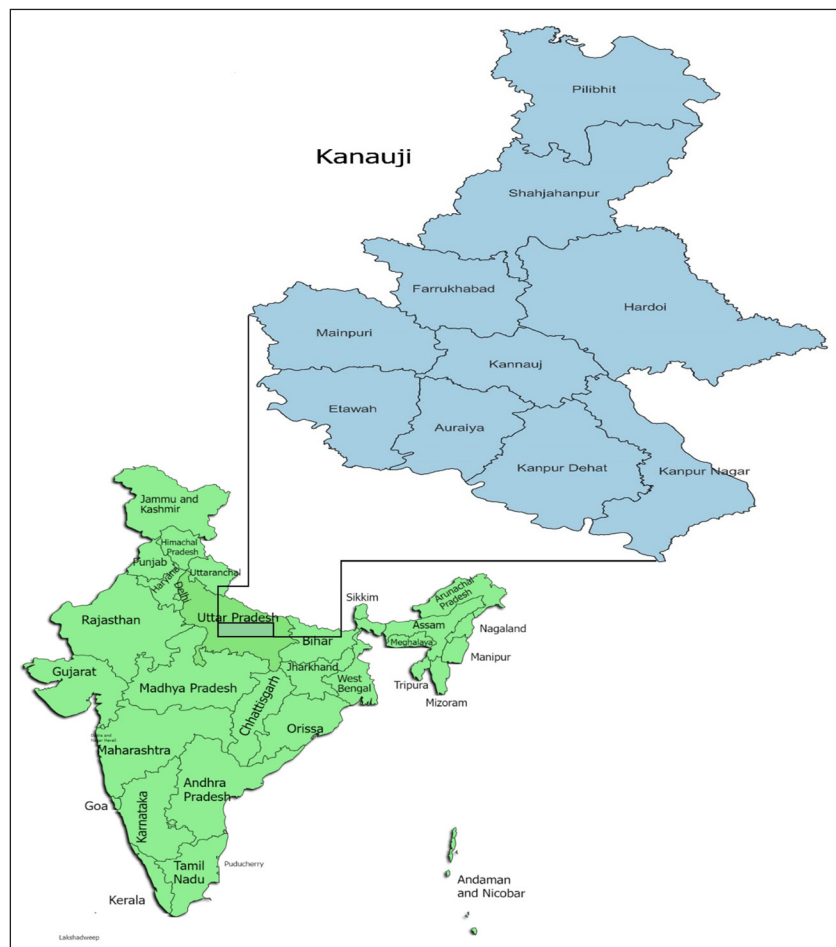 Pilibhit
Kanauji
Shahjahanpur
Farrukhabad
Hardoi
Mainpuri
Kannauj
Etawah
Auraiya
Kanpur Dehat
Kanpur Nagar
Jammu and
Kashmir
Himachal
Pradesh
Punjab
Uttaranchal
Haryana
Delhi
Arunachal
Pradesh
Sikkim
Rajasthan
Uttar Pradesh
Assam
Nagaland
Bihar
Meghalaya
Manipur
Gujarat
Jharkhand
Madhya Pradesh
West
Bengal
Tripura
Mizoram
Chhattisgarh
Orissa
Maharashtra
Andhra
Pradesh
Goa
Karnataka
Puducherry
Tamil
Nadu
Andaman
and Nicobar
Kerala
Lakshadweep